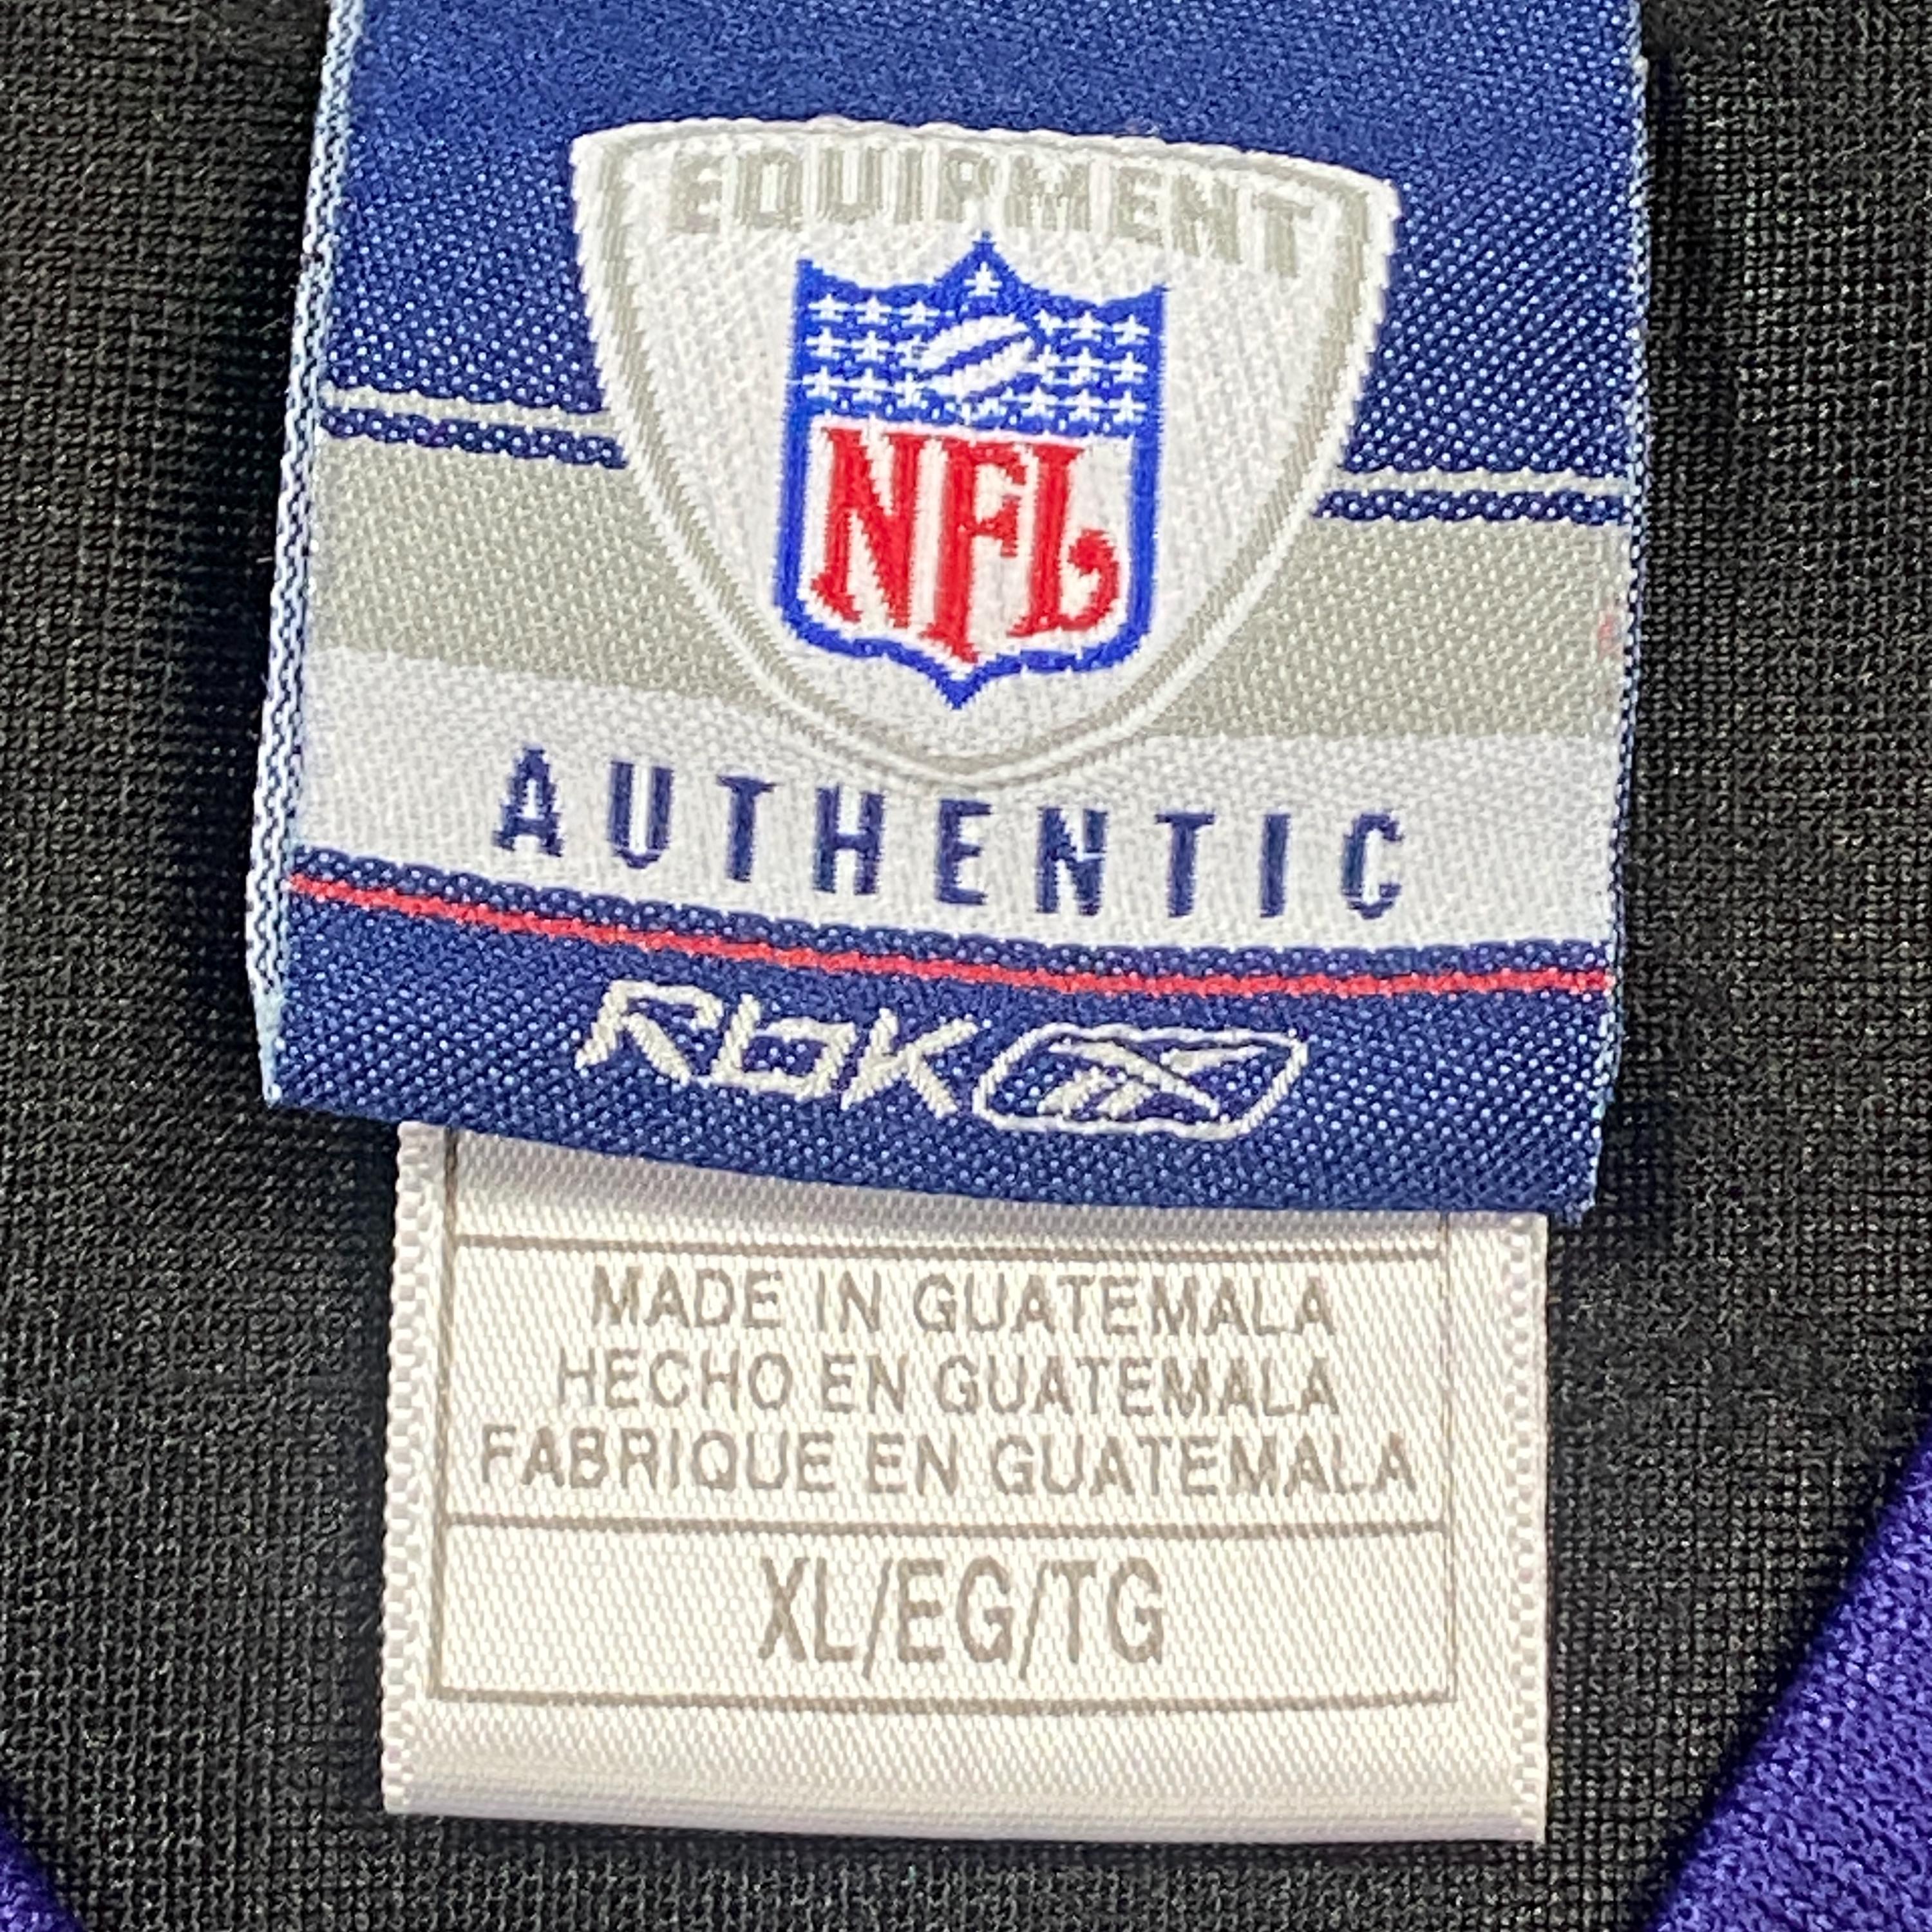 EQUIPMENT
NFL
AUTHENTIC
RbK
MADE IN GUATEMALA
HECHO EN GUATEMALA
FABRIQUE EN GUATEMALA
XL/EG/TG